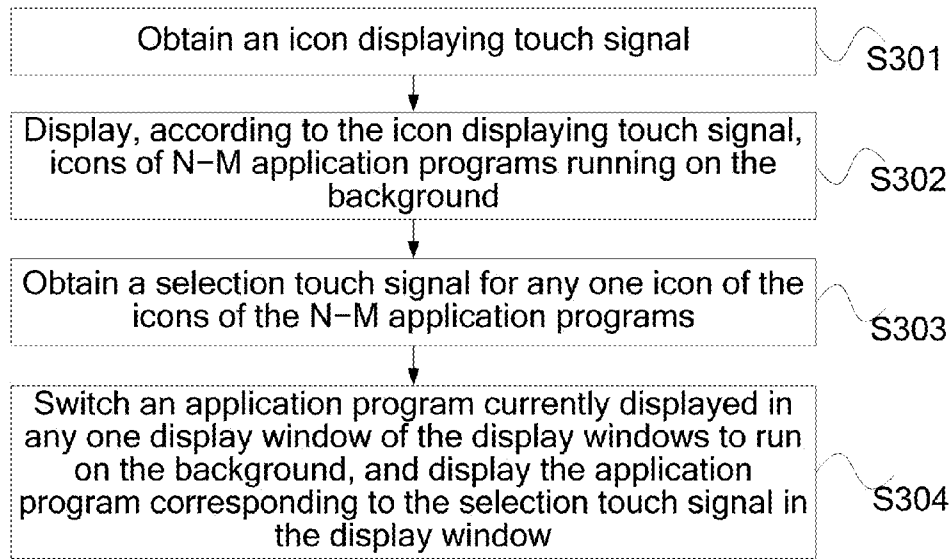 Obtain an icon displaying touch signal
S301
Display, according to the icon displaying touch signal,
icons of N−M application programs running on the
background
S302
Obtain a selection touch signal for any one icon of the
icons of the N−M application programs
S303
Switch an application program currently displayed in
any one display window of the display windows to run
on the background, and display the application
program corresponding to the selection touch signal in
the display window
S304